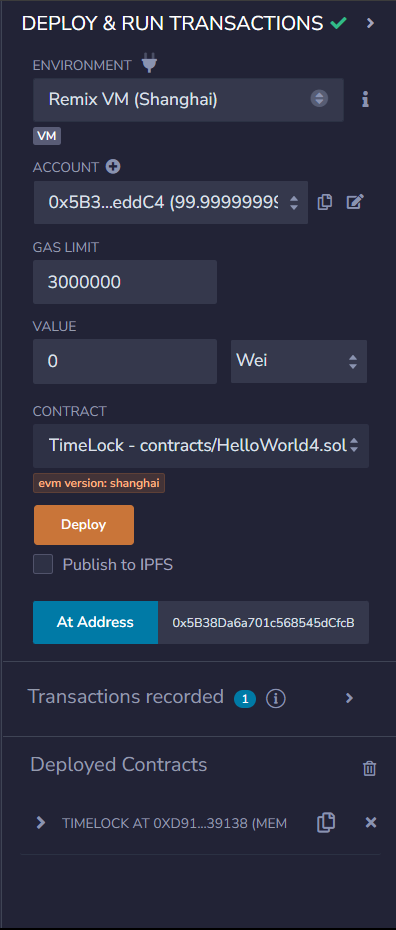 DEPLOY & RUN TRANSACTIONS
ENVIRONMENT
Remix VM (Shanghai)
VM
ACCOUNT
0x5B3...eddC4 (99.99999999
GAS LIMIT
3000000
VALUE
0 Wei
CONTRACT
TimeLock - contracts/HelloWorld4.sol
evm version: shanghai
Deploy
Publish to IPFS
At Address 0x5B38Da6a701c568545dCfcB
Transactions recorded 1
Deployed Contracts
TIMELOCK AT 0XD91...39138 (MEM